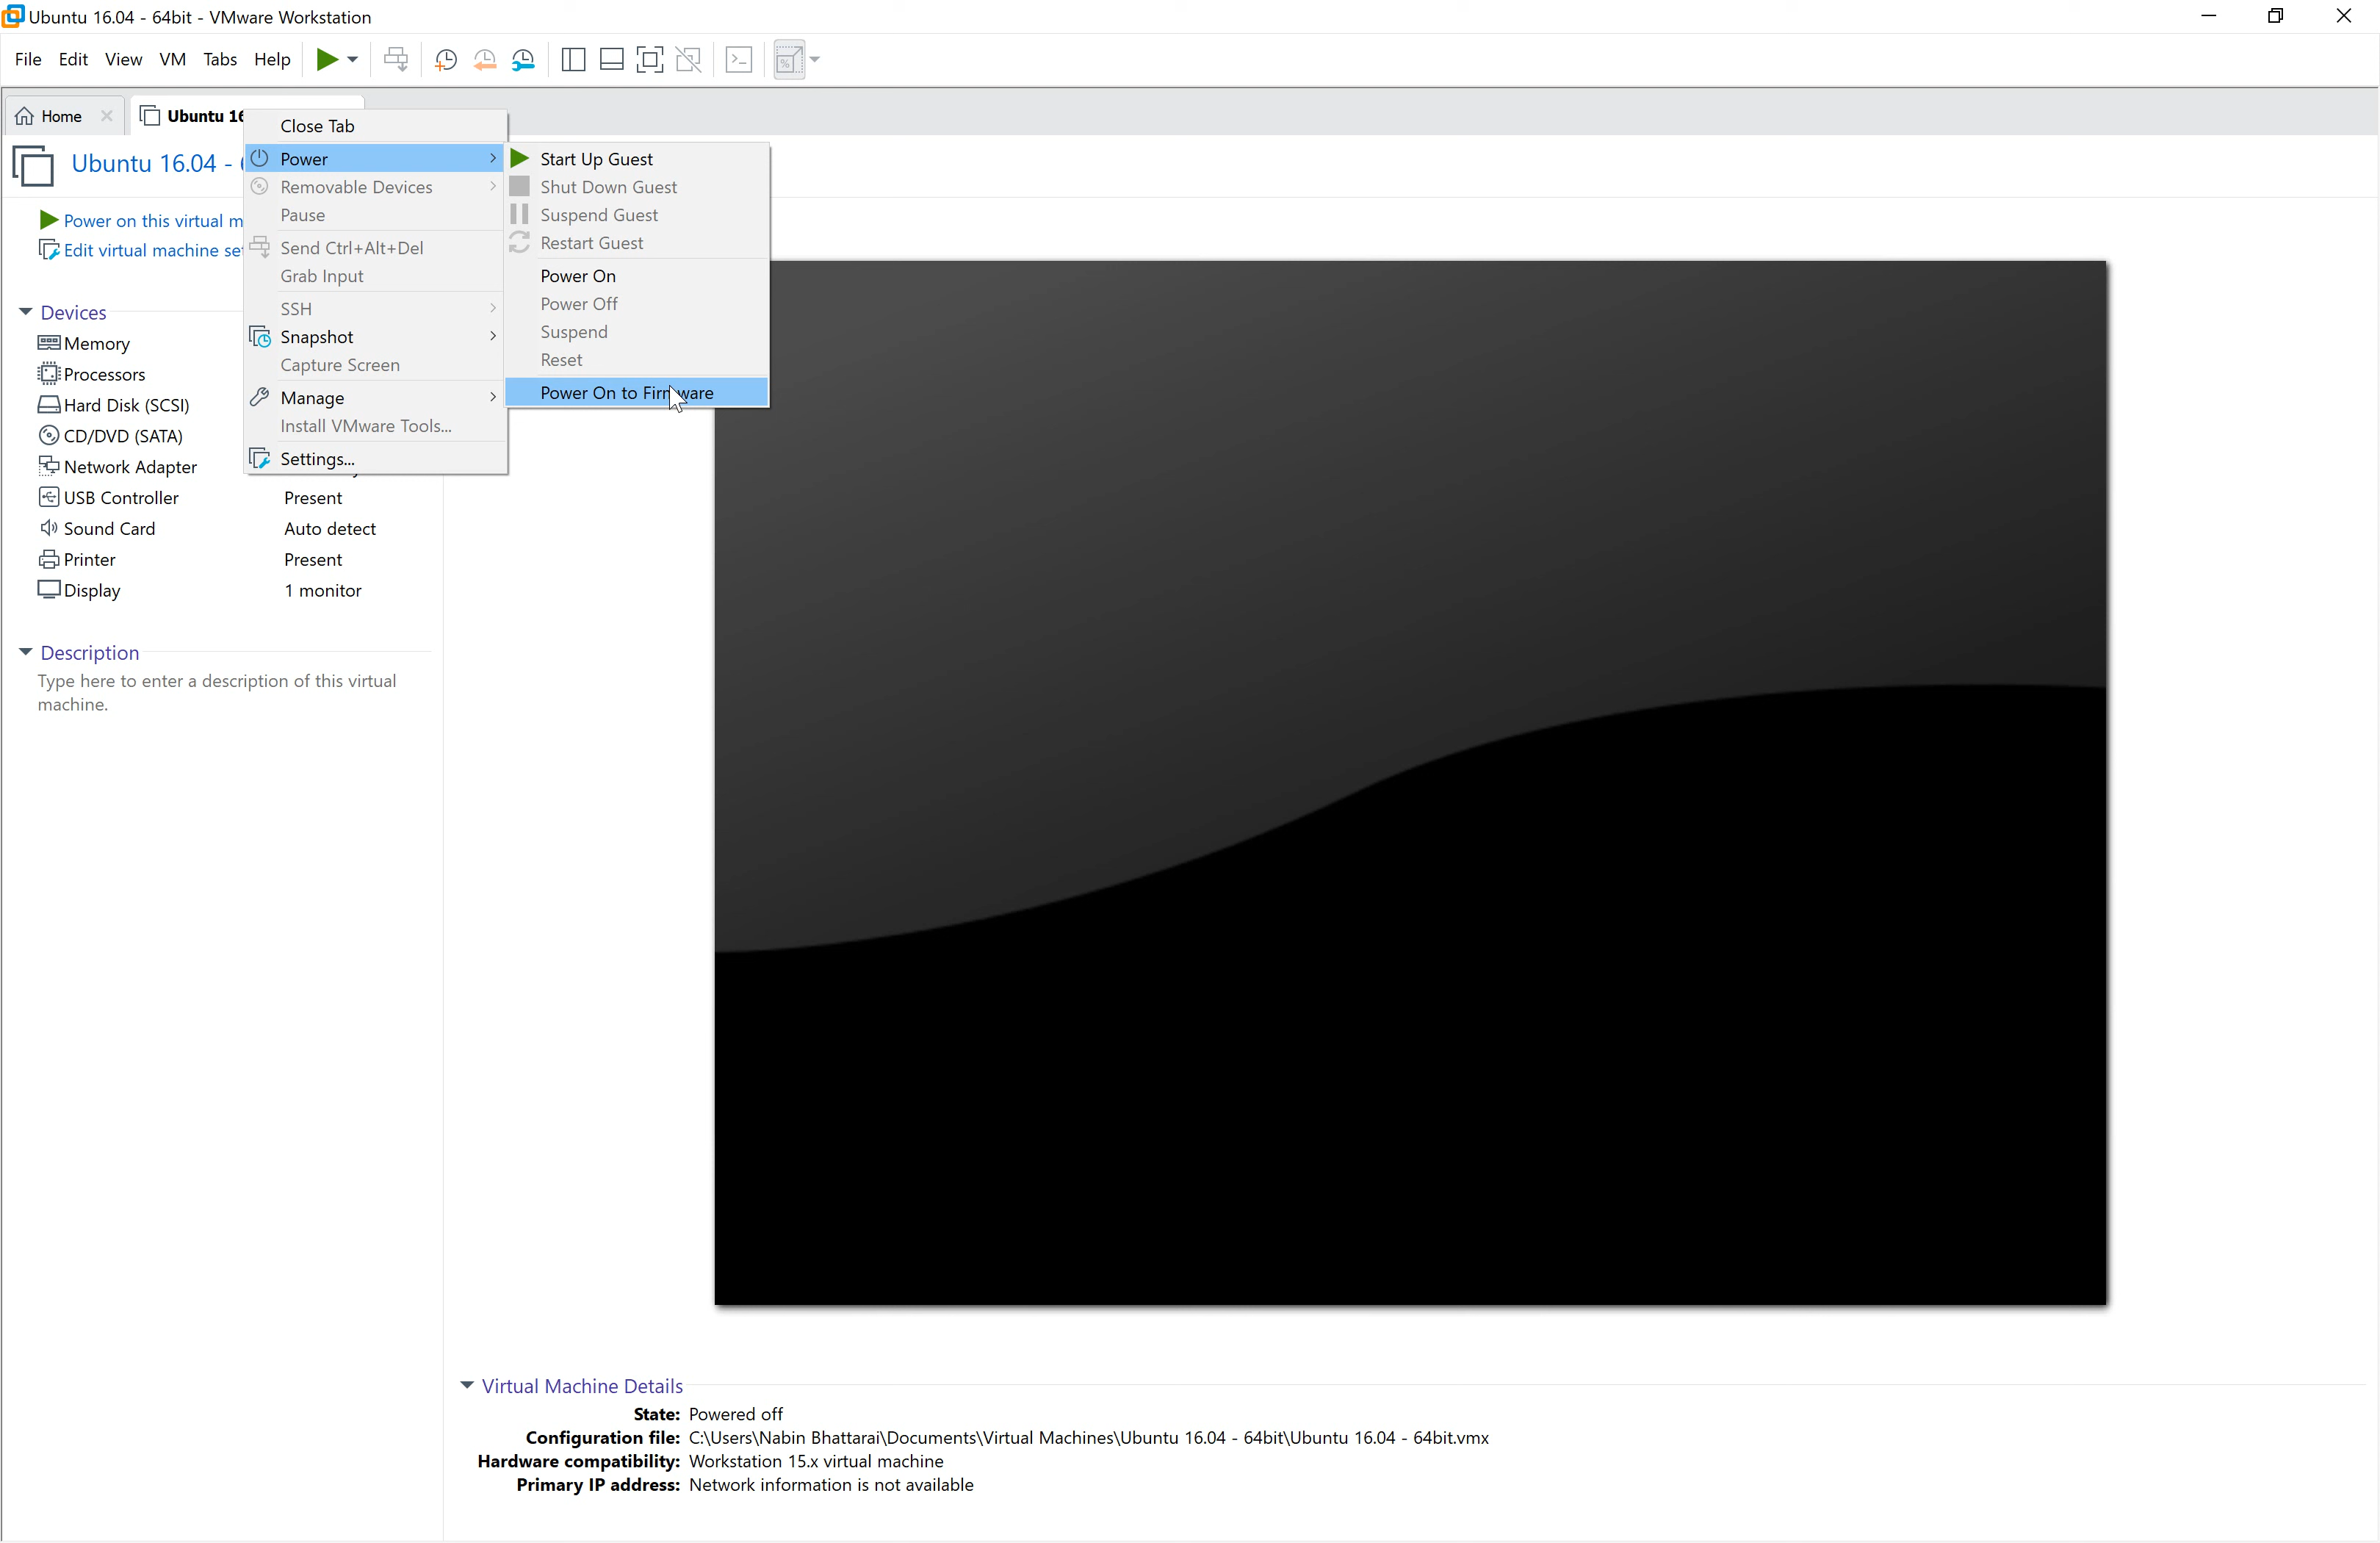 Ubuntu 16.04 - 64bit - VMware Workstation
File Edit View VM Tabs Help
Home Ubuntu 16
Ubuntu 16.04 -
Power on this virtual
Edit virtual machine
Devices
Memory
Processors
Hard Disk (SCSI)
CD/DVD (SATA)
Network Adapter
USB Controller Present
Sound Card Auto detect
Printer Present
Display 1 monitor
Description
Type here to enter a description of this virtual
machine.
Close Tab
Power
Removable Devices
Pause
Send Ctrl+Alt+Del
Grab Input
SSH
Snapshot
Capture Screen
Manage
Install VMware Tools...
Settings...
Start Up Guest
Shut Down Guest
Suspend Guest
Restart Guest
Power On
Power Off
Suspend
Reset
Power On to Firmware
Virtual Machine Details
State: Powered off
Configuration file: C:\Users\Nabin Bhattarai\Documents\Virtual Machines\Ubuntu 16.04 - 64bit\Ubuntu 16.04 - 64bit.vmx
Hardware compatibility: Workstation 15.x virtual machine
Primary IP address: Network information is not available